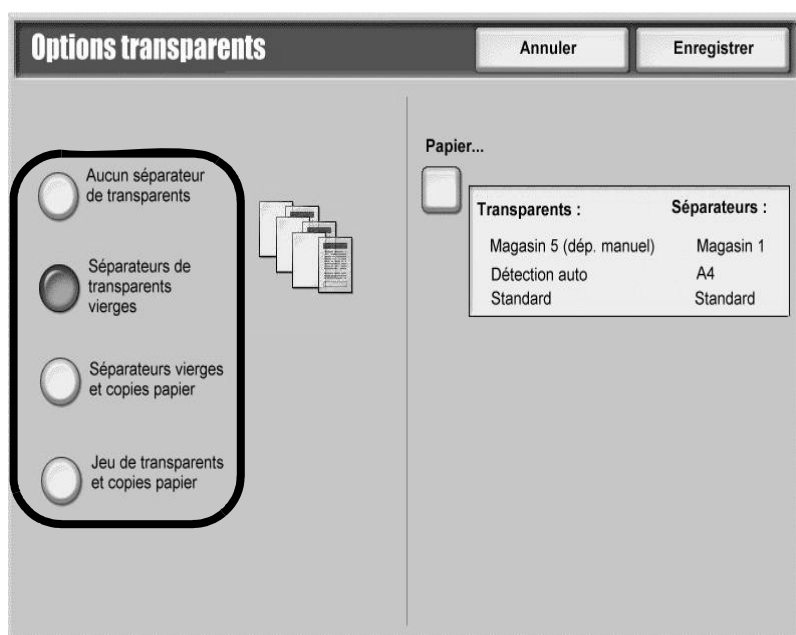 Options transparents
Annuler
Enregistrer
Aucun séparateur
de transparents
Séparateurs de
transparents
vierges
Séparateurs vierges
et copies papier
Jeu de transparents
et copies papier
Papier...
Transparents : Séparateurs :
Magasin 5 (dép. manuel) Magasin 1
Détection auto A4
Standard Standard